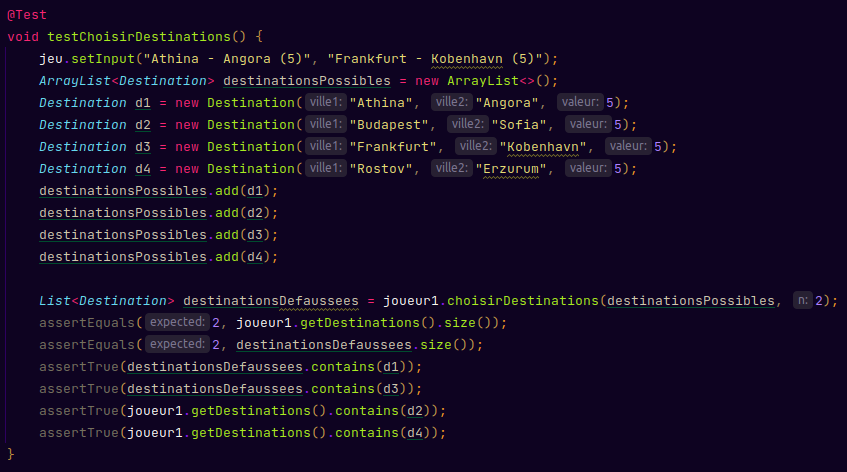 @Test
void testChoisirDestinations() {
jeu.setInput("Athina - Angora (5)", "Frankfurt - Kobenhavn (5)");
ArrayList<Destination> destinationsPossibles = new ArrayList<>();
Destination d1 = new Destination( ville1: "Athina", ville2: "Angora", valeur: 5);
Destination d2 = new Destination( ville1: "Budapest", ville2: "Sofia", valeur: 5);
Destination d3 = new Destination( ville1: "Frankfurt", ville2: "Kobenhavn", valeur: 5);
Destination d4 = new Destination( ville1: "Rostov", ville2: "Erzurum", valeur: 5);
destinationsPossibles.add(d1);
destinationsPossibles.add(d2);
destinationsPossibles.add(d3);
destinationsPossibles.add(d4);
List<Destination> destinationsDefaussees = joueur1.choisirDestinations(destinationsPossibles, n: 2);
assertEquals( expected: 2, joueur1.getDestinations().size());
assertEquals( expected: 2, destinationsDefaussees.size());
assertTrue(destinationsDefaussees.contains(d1));
assertTrue(destinationsDefaussees.contains(d3));
assertTrue(joueur1.getDestinations().contains(d2));
assertTrue(joueur1.getDestinations().contains(d4));
}